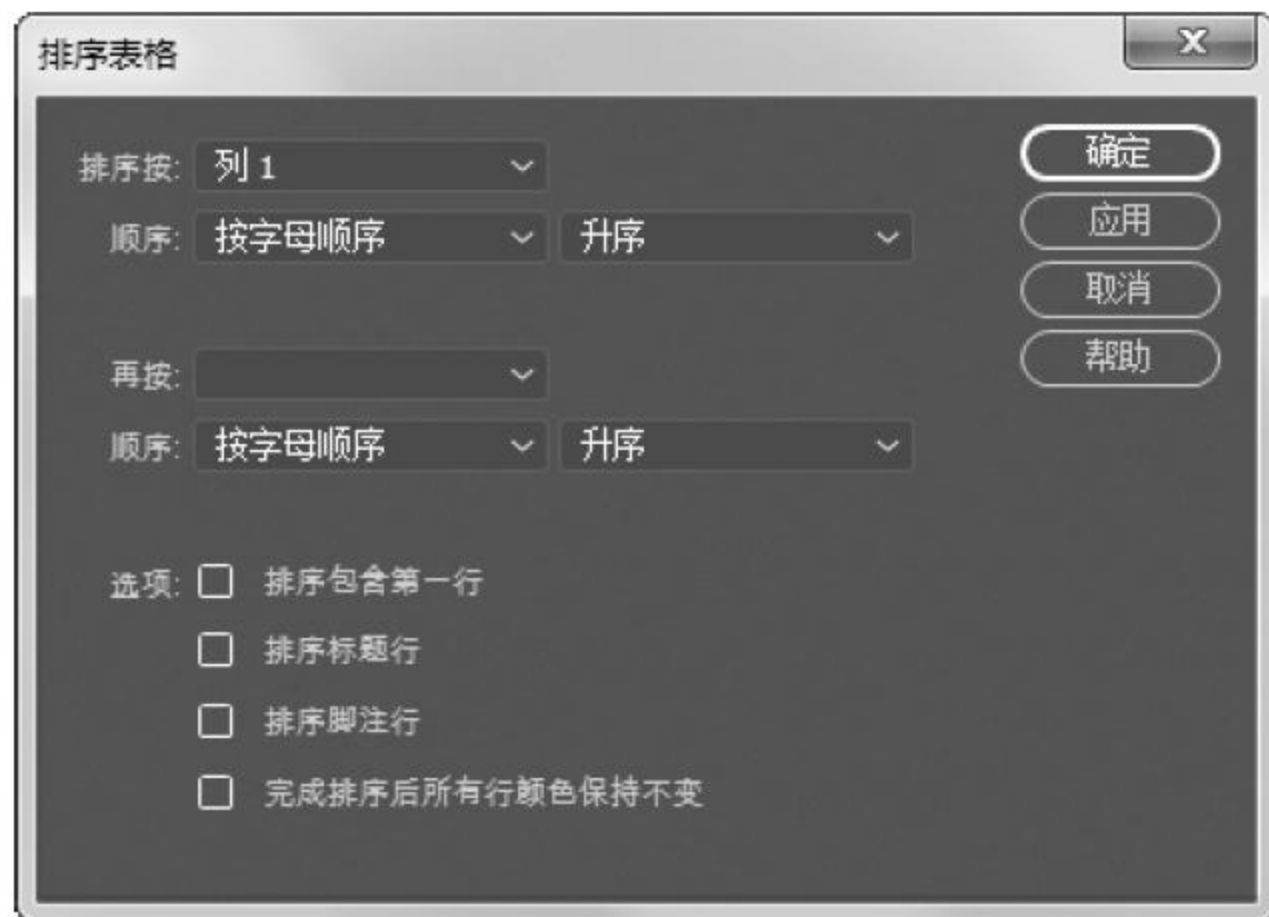 排序表格
排序按: 列 1
顺序: 按字母顺序 升序
再按:
顺序: 按字母顺序 升序
选项: 排序包含第一行
排序标题行
排序脚注行
完成排序后所有行颜色保持不变
确定
应用
取消
帮助